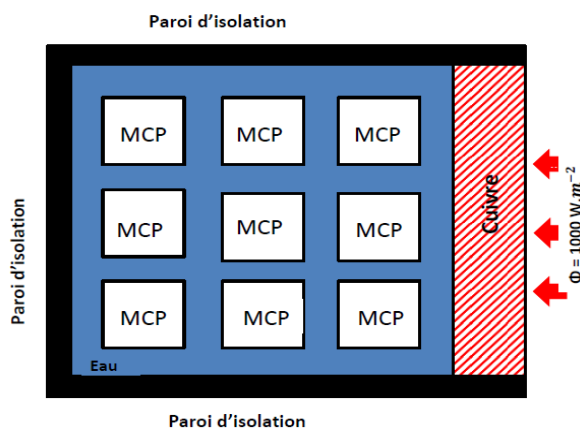 Paroi d'isolation
MCP MCP MCP
MCP MCP MCP
MCP MCP MCP
Eau
Cuivre
Φ = 1000 W.m⁻²
Paroi d'isolation
Paroi d'isolation